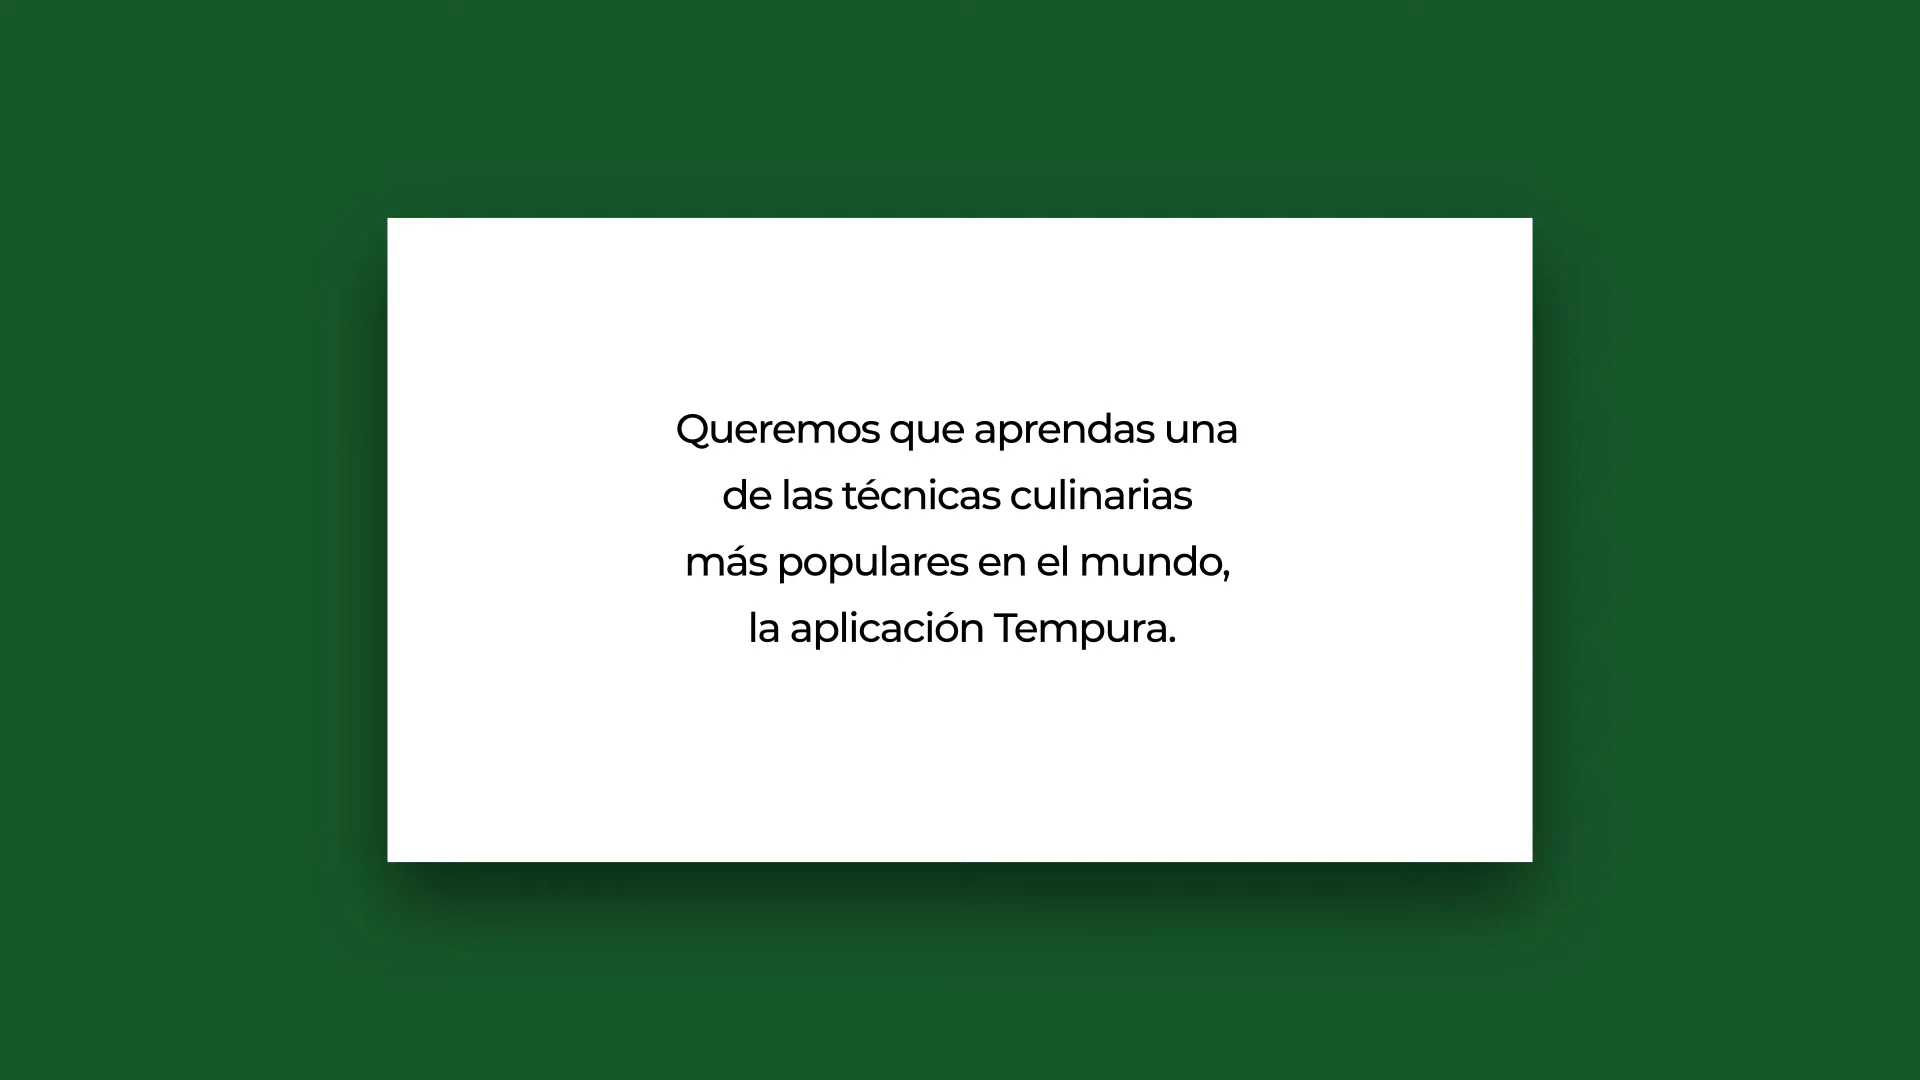 Queremos que aprendas una
de las técnicas culinarias
más populares en el mundo,
la aplicación Tempura.